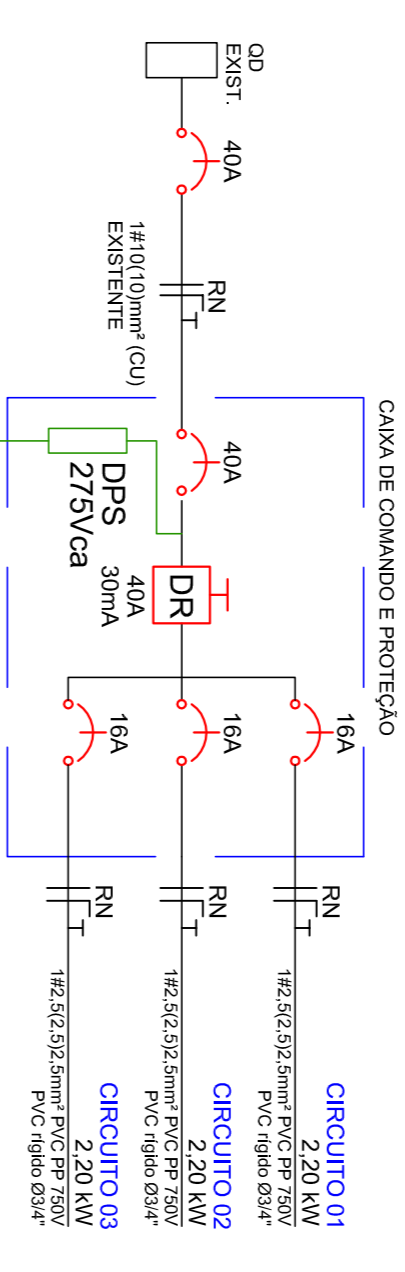 CAIXA DE COMANDO E PROTEÇÃO
QD
EXIST.
40A
RN
T
1#10(10)mm² (CU)
EXISTENTE
40A
DPS
275Vca
DR
40A
30mA
16A
RN
T
CIRCUITO 01
2,20 kW
1#2,5(2,5)2,5mm² PVC PP 750V
PVC rígido Ø3/4"
16A
RN
T
CIRCUITO 02
2,20 kW
1#2,5(2,5)2,5mm² PVC PP 750V
PVC rígido Ø3/4"
16A
RN
T
CIRCUITO 03
2,20 kW
1#2,5(2,5)2,5mm² PVC PP 750V
PVC rígido Ø3/4"